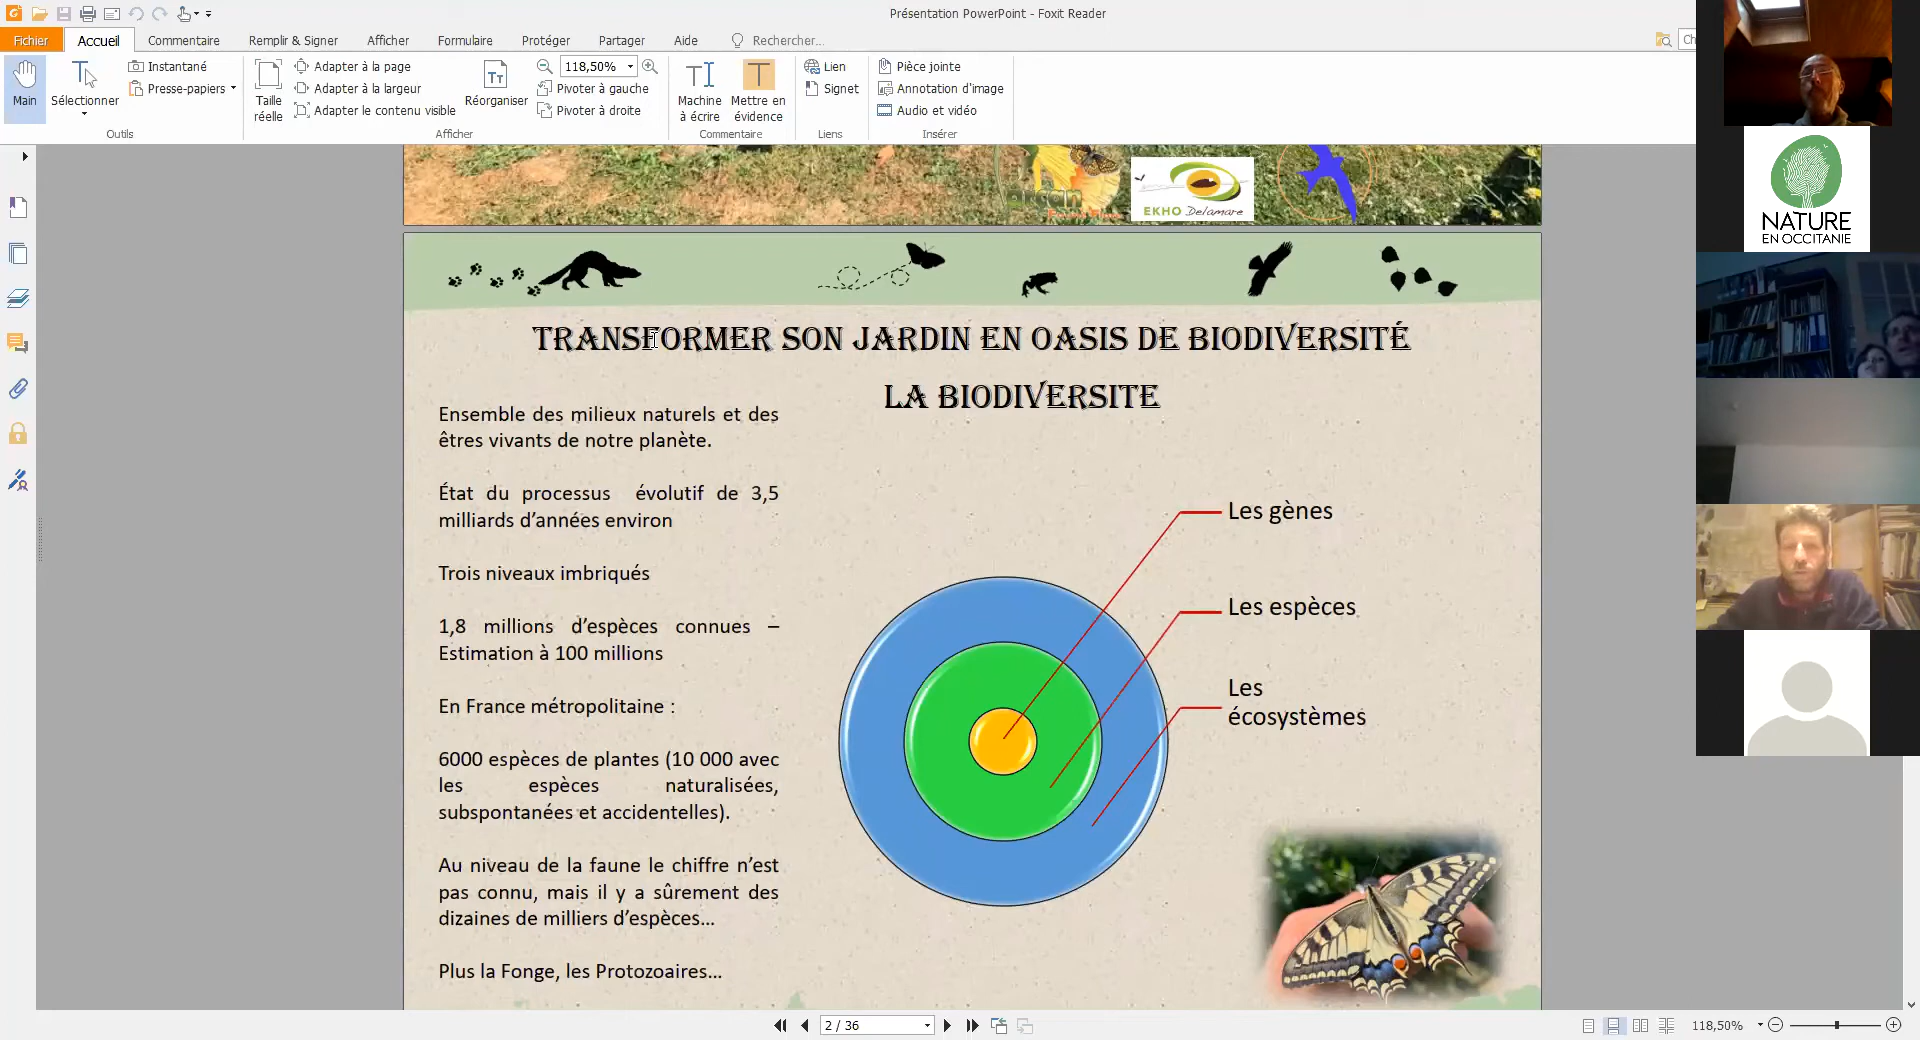 Présentation PowerPoint - Foxit Reader
Fichier
Accueil
Commentaire
Remplir & Signer
Afficher
Formulaire
Protéger
Partager
Aide
Rechercher...
Main
Sélectionner
Instantané
Presse-papiers
Outils
Taille réelle
Adapter à la page
Adapter à la largeur
Adapter le contenu visible
Réorganiser
118,50%
Pivoter à gauche
Pivoter à droite
Afficher
Machine à écrire
Mettre en évidence
Commentaire
Lien
Signet
Liens
Pièce jointe
Annotation d'image
Audio et vidéo
Insérer
EKHO Delamare
NATURE
EN OCCITANIE
TRANSFORMER SON JARDIN EN OASIS DE BIODIVERSITÉ
LA BIODIVERSITE
Ensemble des milieux naturels et des
êtres vivants de notre planète.
État du processus évolutif de 3,5
milliards d’années environ
Trois niveaux imbriqués
1,8 millions d’espèces connues –
Estimation à 100 millions
En France métropolitaine :
6000 espèces de plantes (10 000 avec
les espèces naturalisées,
subspontanées et accidentelles).
Au niveau de la faune le chiffre n’est
pas connu, mais il y a sûrement des
dizaines de milliers d’espèces…
Plus la Fonge, les Protozoaires…
Les gènes
Les espèces
Les
écosystèmes
2 / 36
118,50%